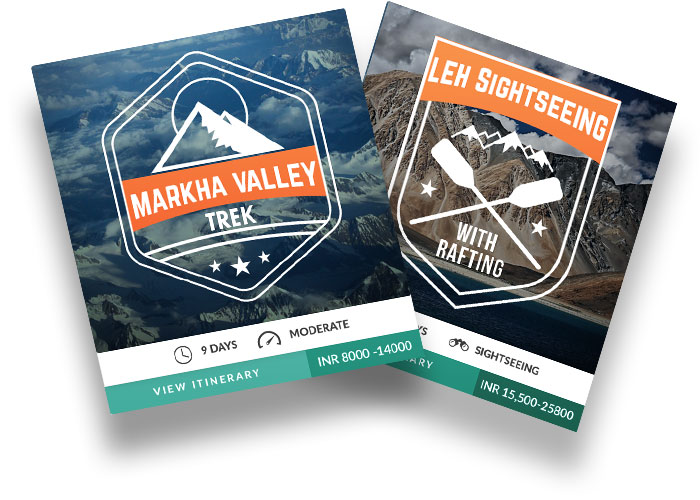 MARKHA VALLEY
TREK
9 DAYS
MODERATE
VIEW ITINERARY
INR 8000 -14000
LEH SIGHTSEEING
WITH
RAFTING
SIGHTSEEING
INR 15,500-25800